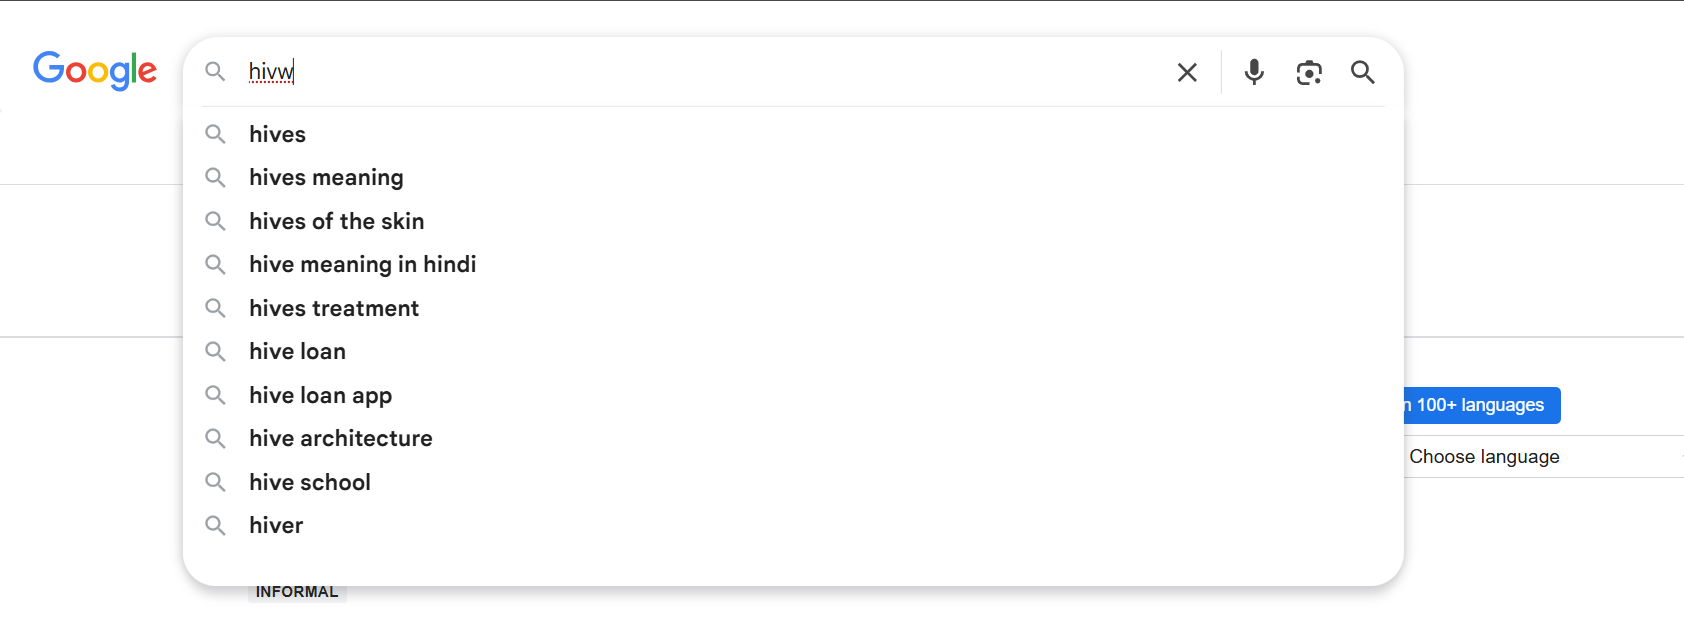 Google
hivw
hives
hives meaning
hives of the skin
hive meaning in hindi
hives treatment
hive loan
hive loan app
hive architecture
hive school
hiver
100+ languages
Choose language
INFORMAL